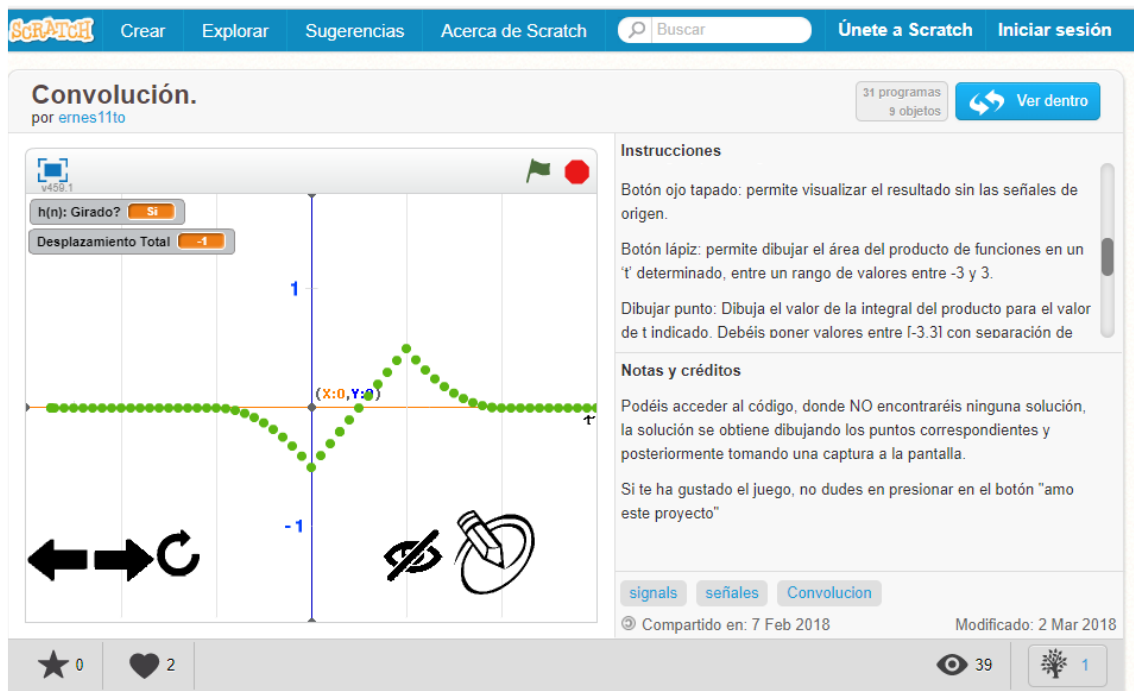 SCRATCH Crear Explorar Sugerencias Acerca de Scratch Buscar Únete a Scratch Iniciar sesión
Convolución.
por ernes11to
31 programas
9 objetos
Ver dentro
v459.1
h(n): Girado? Si
Desplazamiento Total -1
1
(X:0,Y:0)
-1
Instrucciones
Botón ojo tapado: permite visualizar el resultado sin las señales de
origen.
Botón lápiz: permite dibujar el área del producto de funciones en un
‘t’ determinado, entre un rango de valores entre -3 y 3.
Dibujar punto: Dibuja el valor de la integral del producto para el valor
de t indicado. Debéis poner valores entre [-3,3] con separación de
Notas y créditos
Podéis acceder al código, donde NO encontraréis ninguna solución,
la solución se obtiene dibujando los puntos correspondientes y
posteriormente tomando una captura a la pantalla.
Si te ha gustado el juego, no dudes en presionar en el botón "amo
este proyecto"
signals señales Convolucion
Compartido en: 7 Feb 2018 Modificado: 2 Mar 2018
0 2 39 1